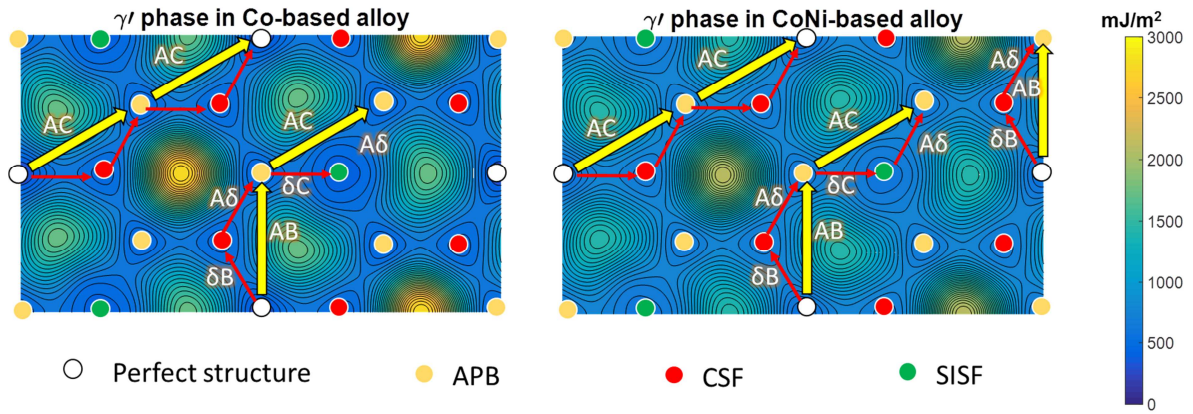 γ′ phase in Co-based alloy
γ′ phase in CoNi-based alloy
mJ/m²
AC
AC
AC
Aδ
Aδ
δC
AB
δB
AC
AC
AC
Aδ
Aδ
δC
AB
δB
Aδ
AB
δB
3000
2500
2000
1500
1000
500
0
Perfect structure
APB
CSF
SISF